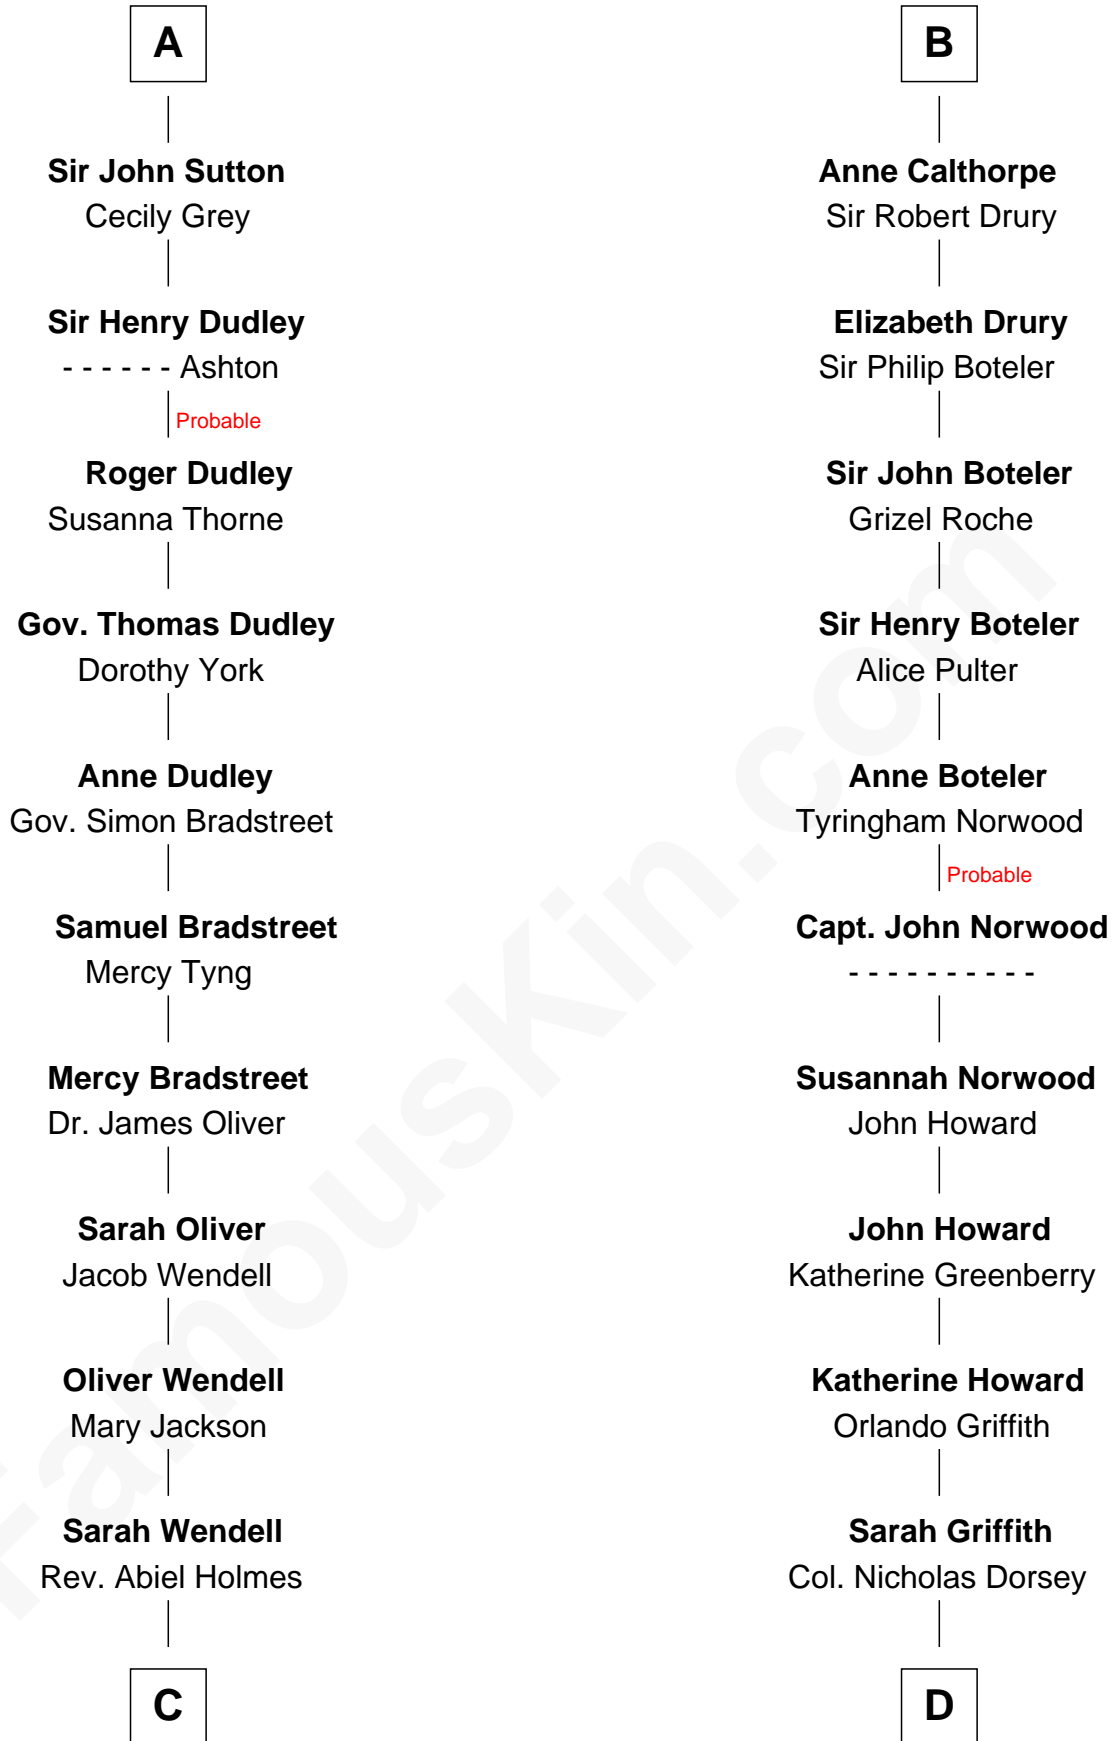 A
Sir John Sutton
Cecily Grey
Sir Henry Dudley
- - - - - - Ashton
Probable
Roger Dudley
Susanna Thorne
Gov. Thomas Dudley
Dorothy York
Anne Dudley
Gov. Simon Bradstreet
Samuel Bradstreet
Mercy Tyng
Mercy Bradstreet
Dr. James Oliver
Sarah Oliver
Jacob Wendell
Oliver Wendell
Mary Jackson
Sarah Wendell
Rev. Abiel Holmes
C
B
Anne Calthorpe
Sir Robert Drury
Elizabeth Drury
Sir Philip Boteler
Sir John Boteler
Grizel Roche
Sir Henry Boteler
Alice Pulter
Anne Boteler
Tyringham Norwood
Probable
Capt. John Norwood
- - - - - - - - - -
Susannah Norwood
John Howard
John Howard
Katherine Greenberry
Katherine Howard
Orlando Griffith
Sarah Griffith
Col. Nicholas Dorsey
D
FamousKin.com